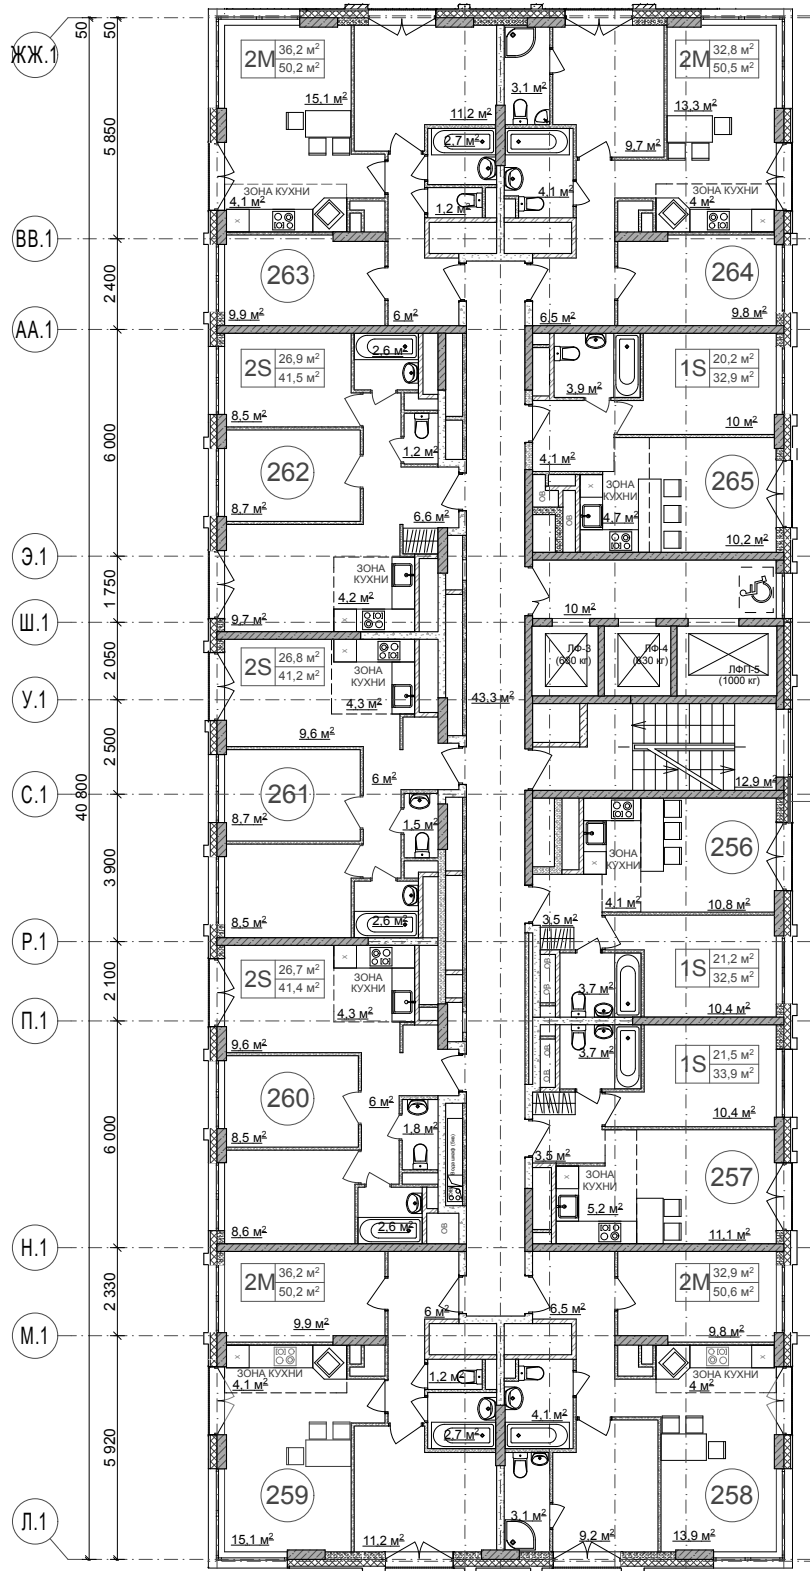 50
50
ЖЖ.1
2М
36,2 м²
50,2 м²
2М
32,8 м²
50,5 м²
15,1 м²
11,2 м²
3,1 м²
13,3 м²
5 850
2,7 м²
9,7 м²
ЗОНА КУХНИ
4,1 м²
1,2 м²
4,1 м²
ЗОНА КУХНИ
4 м²
X
X
ВВ.1
263
264
2 400
9,9 м²
6 м²
6,5 м²
9,8 м²
АА.1
2S
26,9 м²
41,5 м²
2,6 м²
1S
20,2 м²
32,9 м²
3,9 м²
8,5 м²
10 м²
6 000
1,2 м²
4,1 м²
262
265
ЗОНА
КУХНИ
X
ОВ
ОВ
8,7 м²
6,6 м²
4,7 м²
10,2 м²
Э.1
ЗОНА
КУХНИ
4,2 м²
X
1 750
9,7 м²
10 м²
Ш.1
ЛФ-3
(630 кг)
ЛФ-4
(630 кг)
ЛФП-5
(1000 кг)
2S
26,8 м²
41,2 м²
X
ЗОНА
КУХНИ
4,3 м²
2 050
У.1
43,3 м²
9,6 м²
2 500
6 м²
12,9 м²
40 800
С.1
261
8,7 м²
1,5 м²
256
ЗОНА
КУХНИ
X
3 900
4,1 м²
10,8 м²
8,5 м²
2,6 м²
3,5 м²
Р.1
2S
26,7 м²
41,4 м²
X
ЗОНА
КУХНИ
4,3 м²
ОВ
ОВ
3,7 м²
1S
21,2 м²
32,5 м²
10,4 м²
2 100
П.1
9,6 м²
ОВ
ОВ
3,7 м²
1S
21,5 м²
33,9 м²
10,4 м²
260
6 м²
8,5 м²
1,8 м²
6 000
3,5 м²
257
X
ЗОНА
КУХНИ
5,2 м²
8,6 м²
2,6 м²
ОВ
11,1 м²
Н.1
2М
36,2 м²
50,2 м²
2М
32,9 м²
50,6 м²
2 330
9,9 м²
6 м²
6,5 м²
9,8 м²
М.1
X
X
ЗОНА КУХНИ
4,1 м²
1,2 м²
4,1 м²
ЗОНА КУХНИ
4 м²
2,7 м²
5 920
259
258
3,1 м²
15,1 м²
11,2 м²
9,2 м²
13,9 м²
Л.1